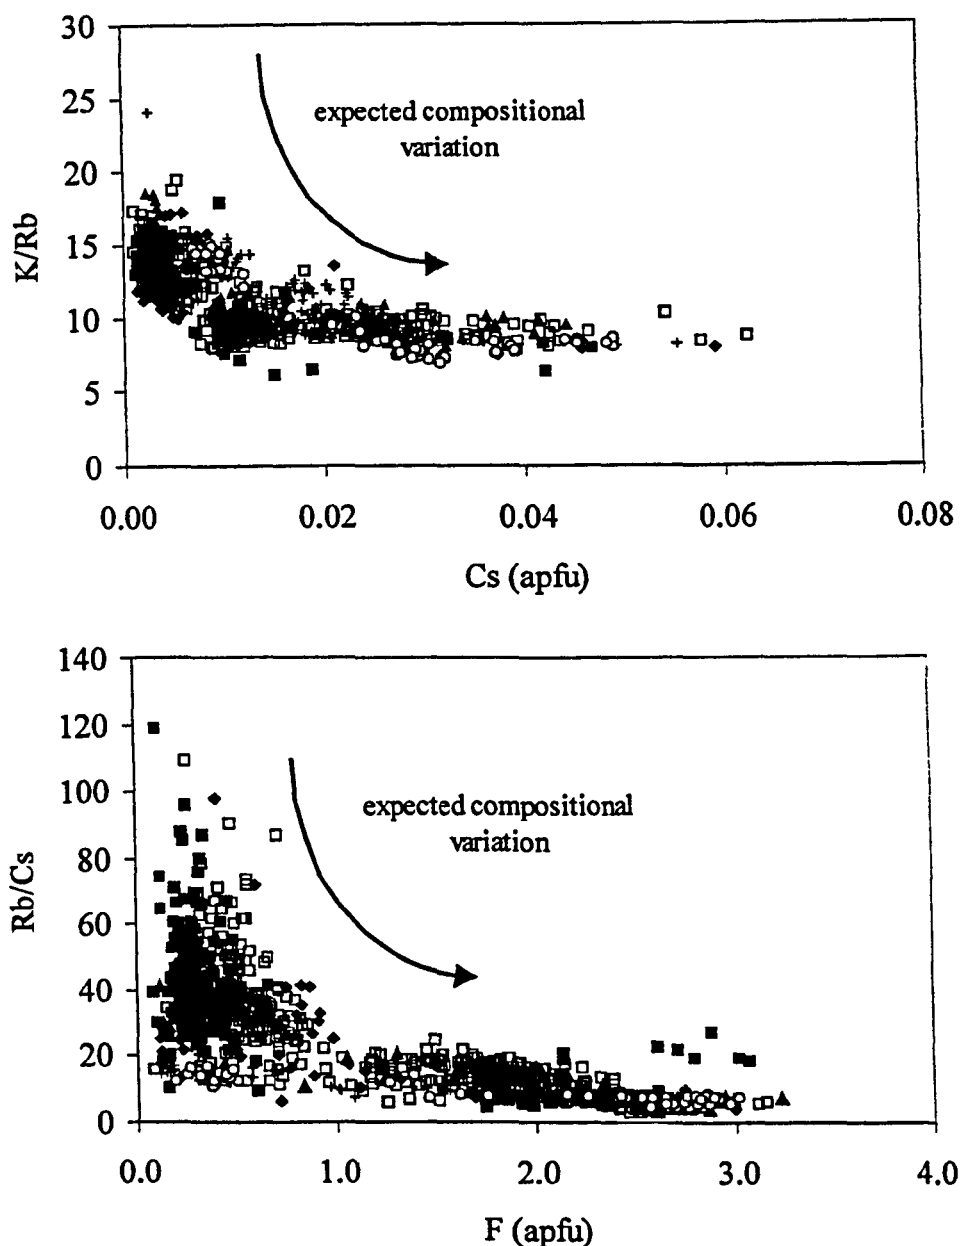 30
25
20
15
10
5
0
K/Rb
expected compositional
variation
0.00 0.02 0.04 0.06 0.08
Cs (apfu)
140
120
100
80
60
40
20
0
Rb/Cs
expected compositional
variation
0.0 1.0 2.0 3.0 4.0
F (apfu)